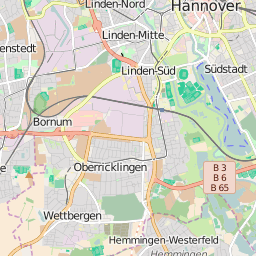 Linden-Nord
Hannover
Linden-Mitte
enstedt
Linden-Süd
Südstadt
Bornum
e
Oberricklingen
B 3
B 6
B 65
Wettbergen
Hemmingen-Westerfeld
Hemmingen